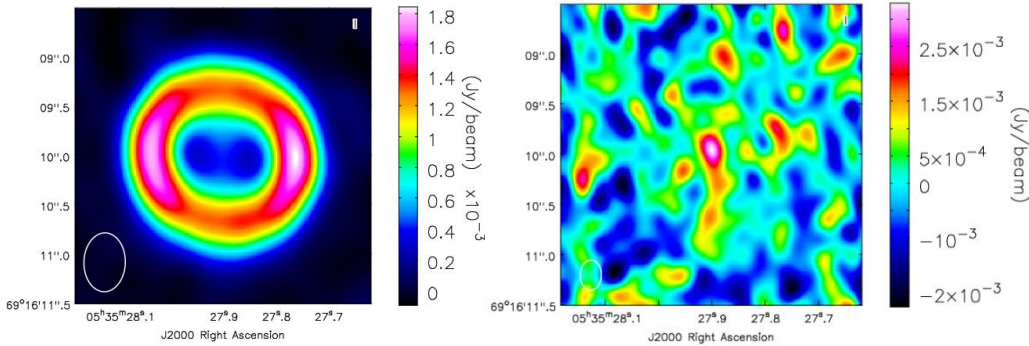 I
1.8
1.6
1.4
1.2
1
0.8
0.6
0.4
0.2
0
(Jy/beam) ×10⁻³
09".0
09".5
10".0
10".5
11".0
69°16'11".5
05ʰ35ᵐ28ˢ.1
27ˢ.9
27ˢ.8
27ˢ.7
J2000 Right Ascension
I
2.5×10⁻³
1.5×10⁻³
5×10⁻⁴
0
−10⁻³
−2×10⁻³
(Jy/beam)
09".0
09".5
10".0
10".5
11".0
69°16'11".5
05ʰ35ᵐ28ˢ.1
27ˢ.9
27ˢ.8
27ˢ.7
J2000 Right Ascension